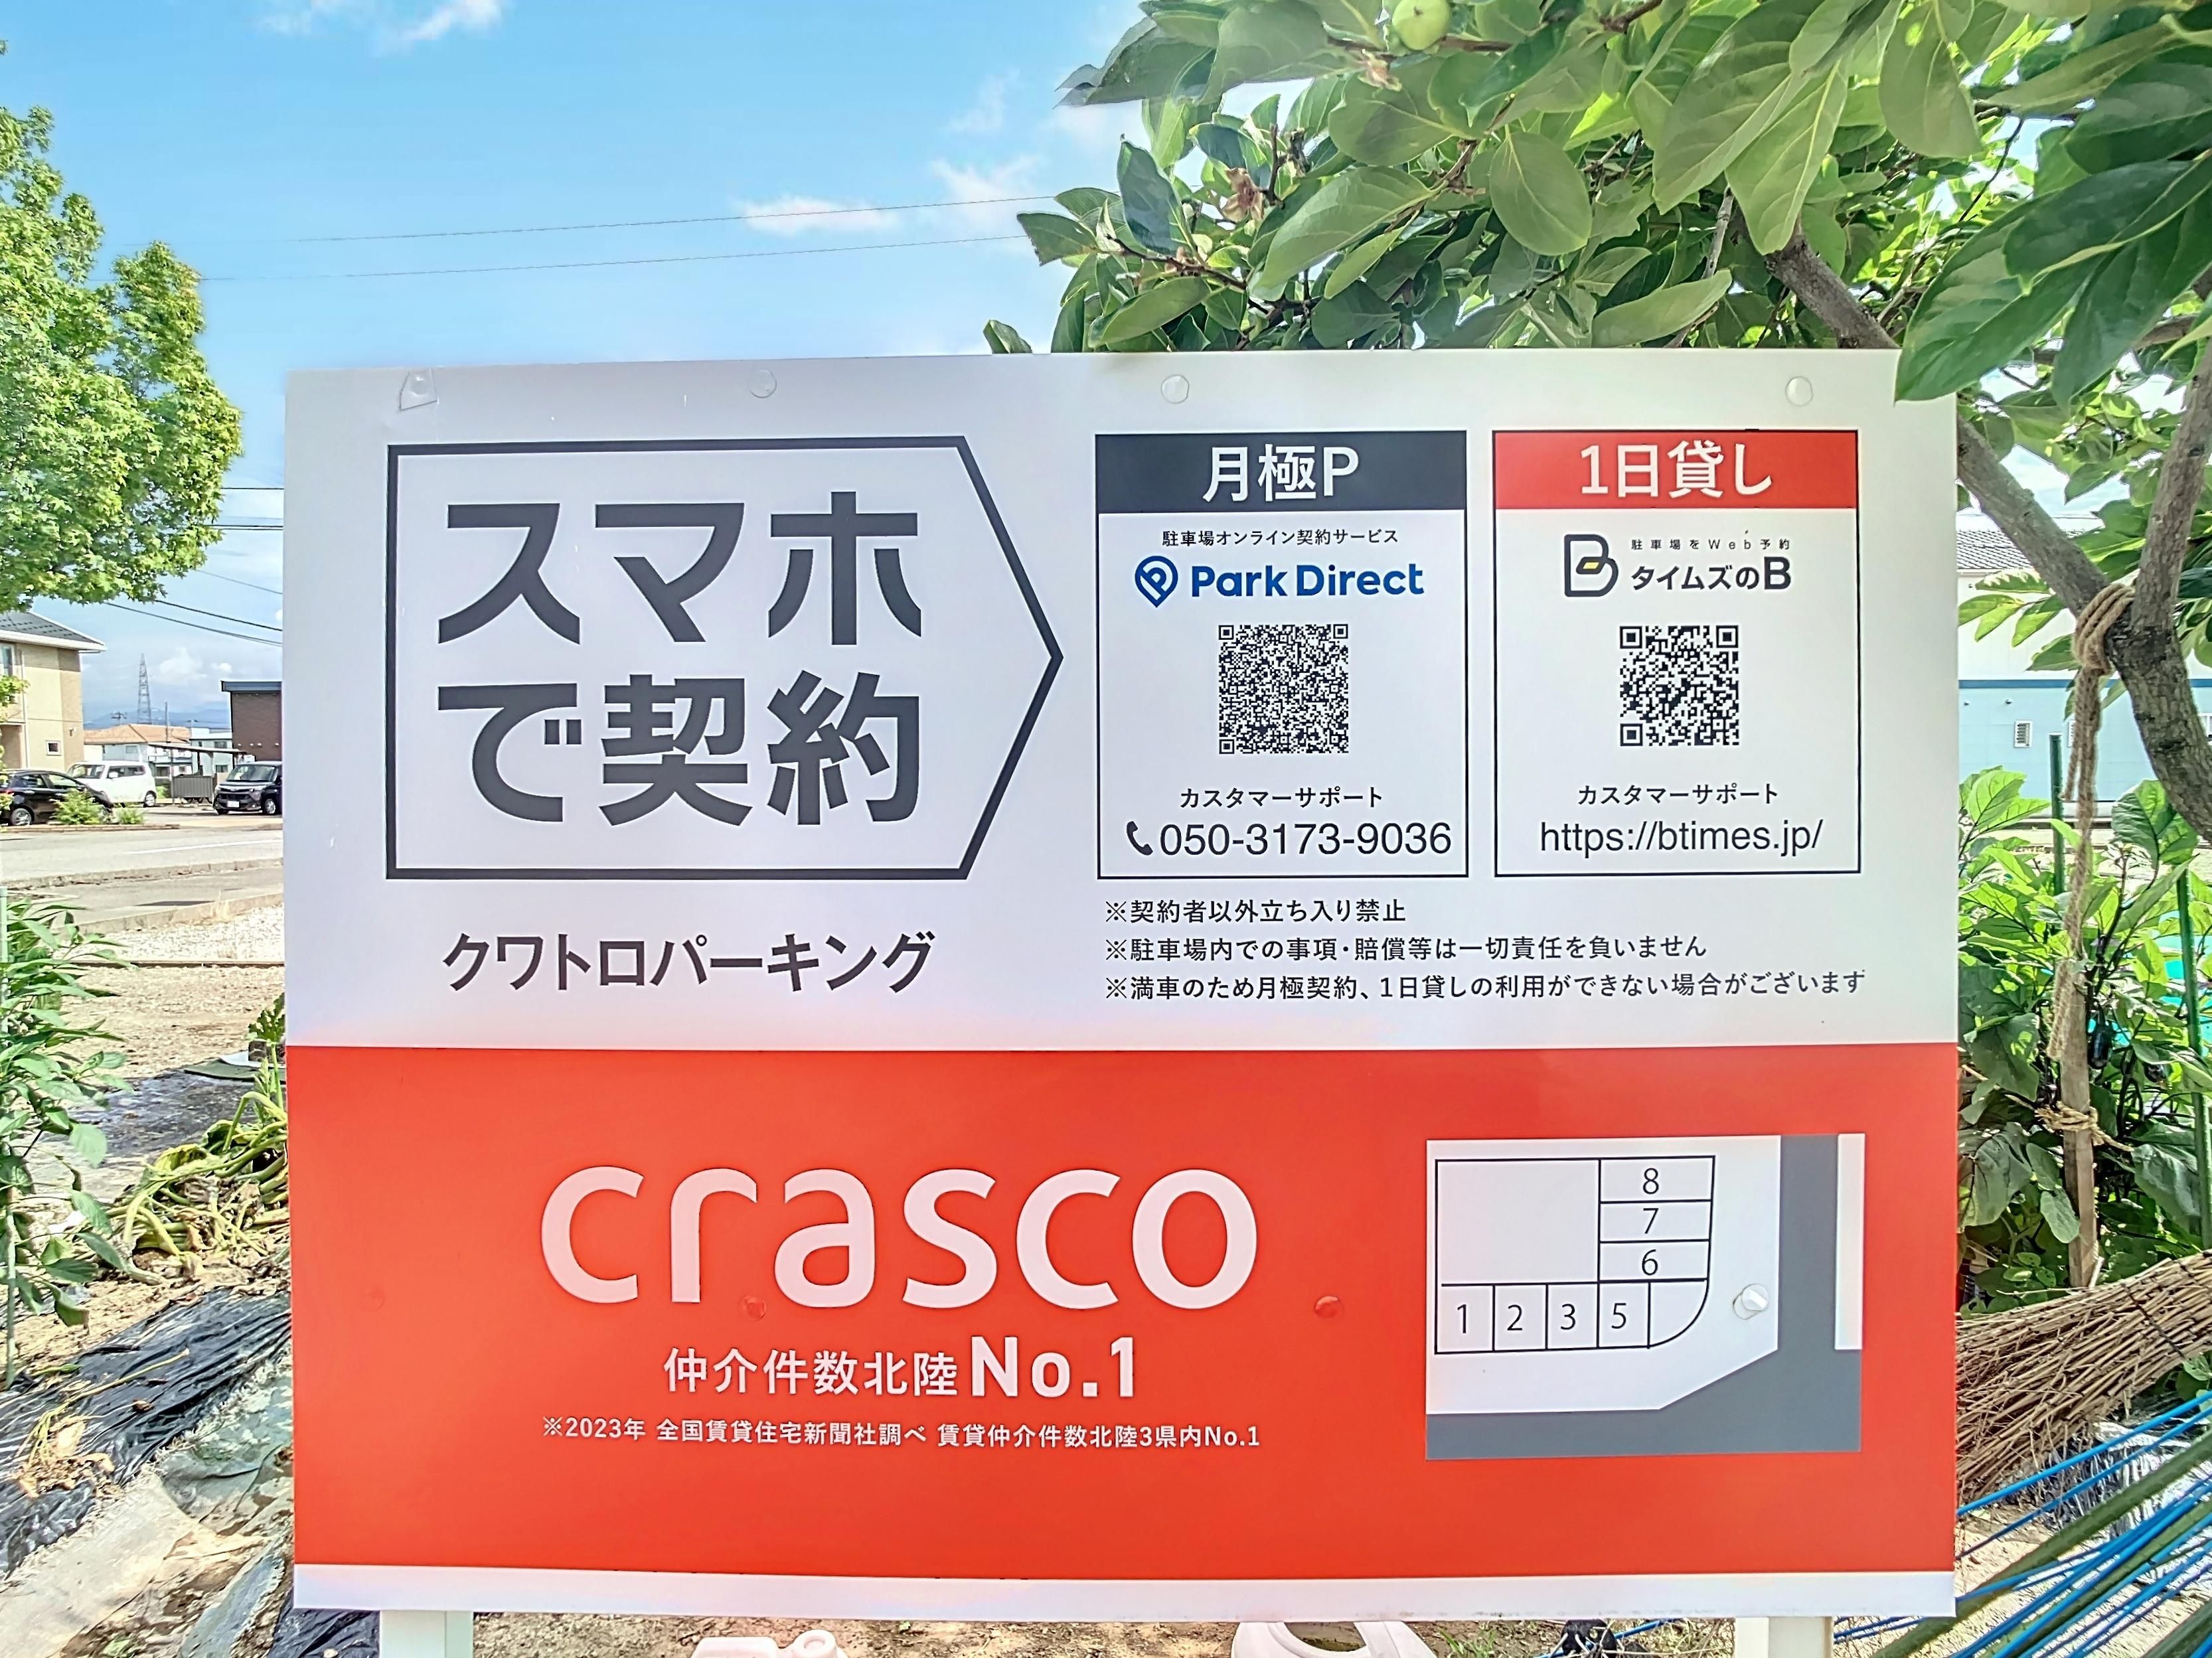 スマホ
で契約
クワトロパーキング
月極P
駐車場オンライン契約サービス
Park Direct
カスタマーサポート
050-3173-9036
1日貸し
駐車場をWeb予約
タイムズのB
カスタマーサポート
https://btimes.jp/
※契約者以外立ち入り禁止
※駐車場内での事項・賠償等は一切責任を負いません
※満車のため月極契約、1日貸しの利用ができない場合がございます
crasco
仲介件数北陸No.1
※2023年 全国賃貸住宅新聞社調べ 賃貸仲介件数北陸3県内No.1
8
7
6
1 2 3 5